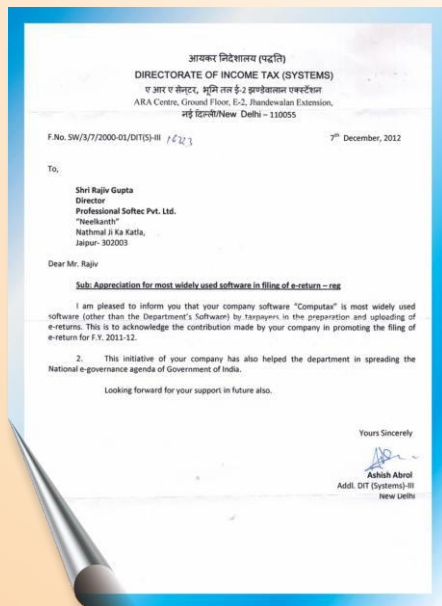 आयकर निदेशालय (पद्धति)
DIRECTORATE OF INCOME TAX (SYSTEMS)
ए आर ए सेन्टर, भूमि तल ई-2 झण्डेवालान एक्स्टेंशन
ARA Centre, Ground Floor, E-2, Jhandewalan Extension,
नई दिल्ली/New Delhi – 110055
F.No. SW/3/7/2000-01/DIT(S)-III
7th December, 2012
To,
Shri Rajiv Gupta
Director
Professional Softec Pvt. Ltd.
"Neelkanth"
Nathmal Ji Ka Katla,
Jaipur- 302003
Dear Mr. Rajiv
Sub: Appreciation for most widely used software in filing of e-return – reg
I am pleased to inform you that your company software "Computax" is most widely used
software (other than the Department's Software) by taxpayers in the preparation and uploading of
e-returns. This is to acknowledge the contribution made by your company in promoting the filing of
e-return for F.Y. 2011-12.
2. This initiative of your company has also helped the department in spreading the
National e-governance agenda of Government of India.
Looking forward for your support in future also.
Yours Sincerely
Ashish Abrol
Addl. DIT (Systems)-III
New Delhi